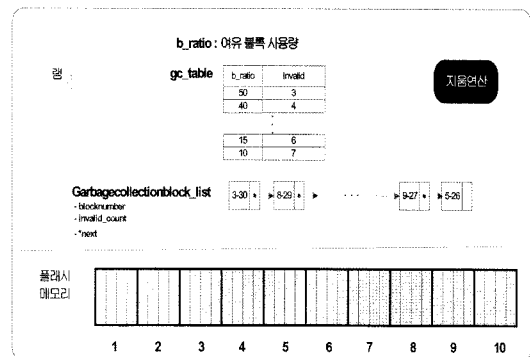 b_ratio : 여유 블록 사용량
램
gc_table
b_ratio invalid
50 3
40 4
15 6
10 7
지움연산
Garbagecollectionblock_list
- blocknumber
- invalid_count
- *next
3-30 * 8-29 * 9-27 * 5-26
플래시
메모리
1 2 3 4 5 6 7 8 9 10